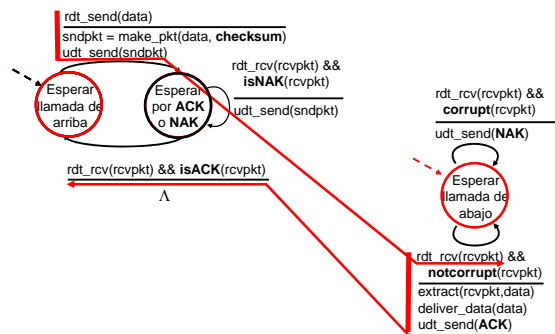 rdt_send(data)
sndpkt = make_pkt(data, checksum)
udt_send(sndpkt)
Esperar
llamada de
arriba
Esperar
por ACK
o NAK
rdt_rcv(rcvpkt) &&
isNAK(rcvpkt)
udt_send(sndpkt)
rdt_rcv(rcvpkt) && isACK(rcvpkt)
Λ
rdt_rcv(rcvpkt) &&
corrupt(rcvpkt)
udt_send(NAK)
Esperar
llamada de
abajo
rdt_rcv(rcvpkt) &&
notcorrupt(rcvpkt)
extract(rcvpkt,data)
deliver_data(data)
udt_send(ACK)